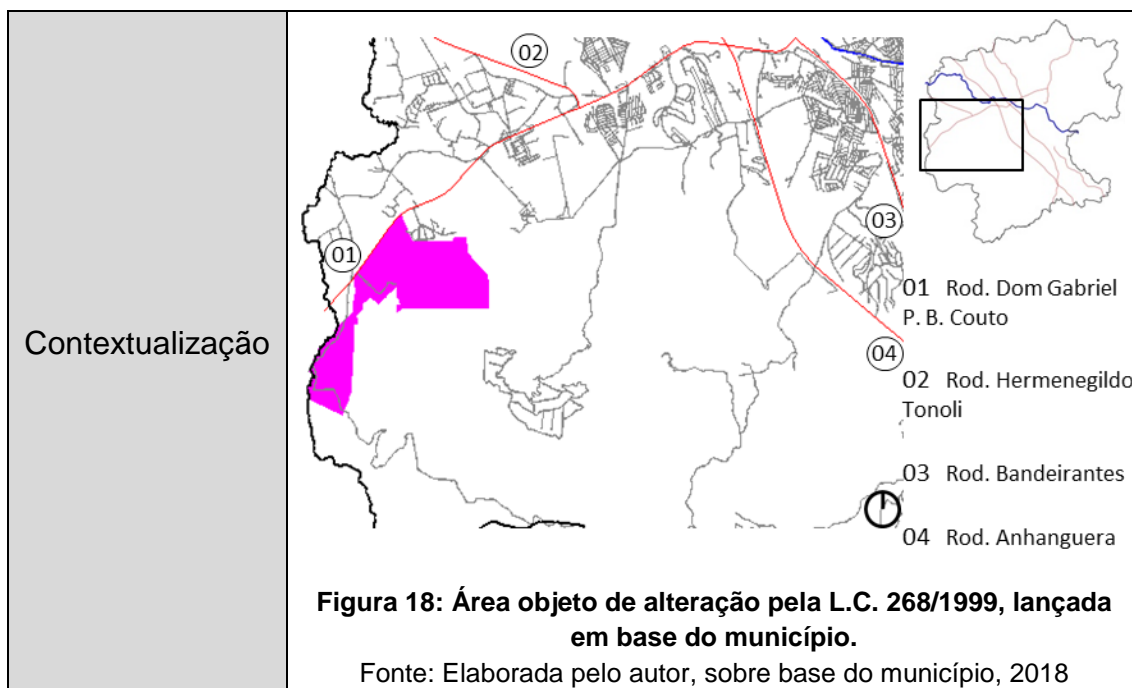 Contextualização
02
01
03
04
01 Rod. Dom Gabriel
P. B. Couto
02 Rod. Hermenegildo
Tonoli
03 Rod. Bandeirantes
04 Rod. Anhanguera
Figura 18: Área objeto de alteração pela L.C. 268/1999, lançada
em base do município.
Fonte: Elaborada pelo autor, sobre base do município, 2018